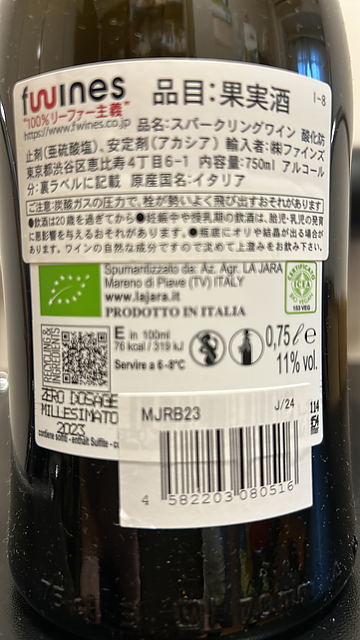 fwines
"100%リーファー主義"
https://www.fwines.co.jp
品目:果実酒
I-8
品名:スパークリングワイン 酸化防
止剤(亜硫酸塩)、安定剤(アカシア) 輸入者:㈱ファインズ
東京都渋谷区恵比寿4丁目6-1 内容量:750ml アルコール
分:裏ラベルに記載 原産国名:イタリア
ご注意:炭酸ガスの圧力で、栓が勢いよく飛び出すおそれがあります
●飲酒は20歳を過ぎてから●妊娠中や授乳期の飲酒は、胎児・乳児の発育
に悪影響を与えるおそれがあります。●瓶底にオリや結晶が出る場合が
あります。ワインの自然な成分ですので沈めて上澄みをお飲み下さい。
Spumantizzato da: Az. Agr. LA JARA
Mareno di Piave (TV) ITALY
www.lajara.it
PRODOTTO IN ITALIA
CERTIFICATO
BIO VEGAN
E in 100ml
76 kcal / 319 kJ
Servire a 6-8°C
0,75 l e
11% vol.
ZERO DOSAGE
MILLESIMATO
2023
contiene solfiti - enthält Sulfite
MJRB23
J/24
114
4 582203 080516